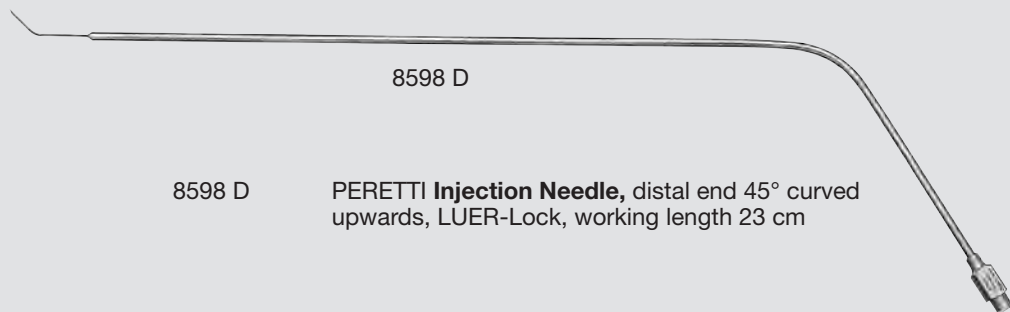 8598 D
8598 D PERETTI Injection Needle, distal end 45° curved
upwards, LUER-Lock, working length 23 cm